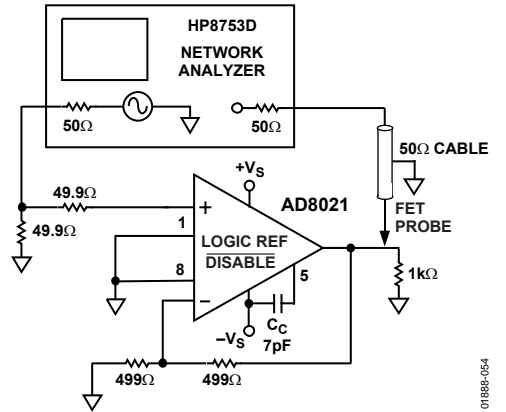 HP8753D
NETWORK
ANALYZER
50Ω
50Ω
50Ω CABLE
+VS
49.9Ω
AD8021
FET
PROBE
+
1
49.9Ω
LOGIC REF
DISABLE
8
5
1kΩ
–
CC
–VS
7pF
499Ω
499Ω
01888-054